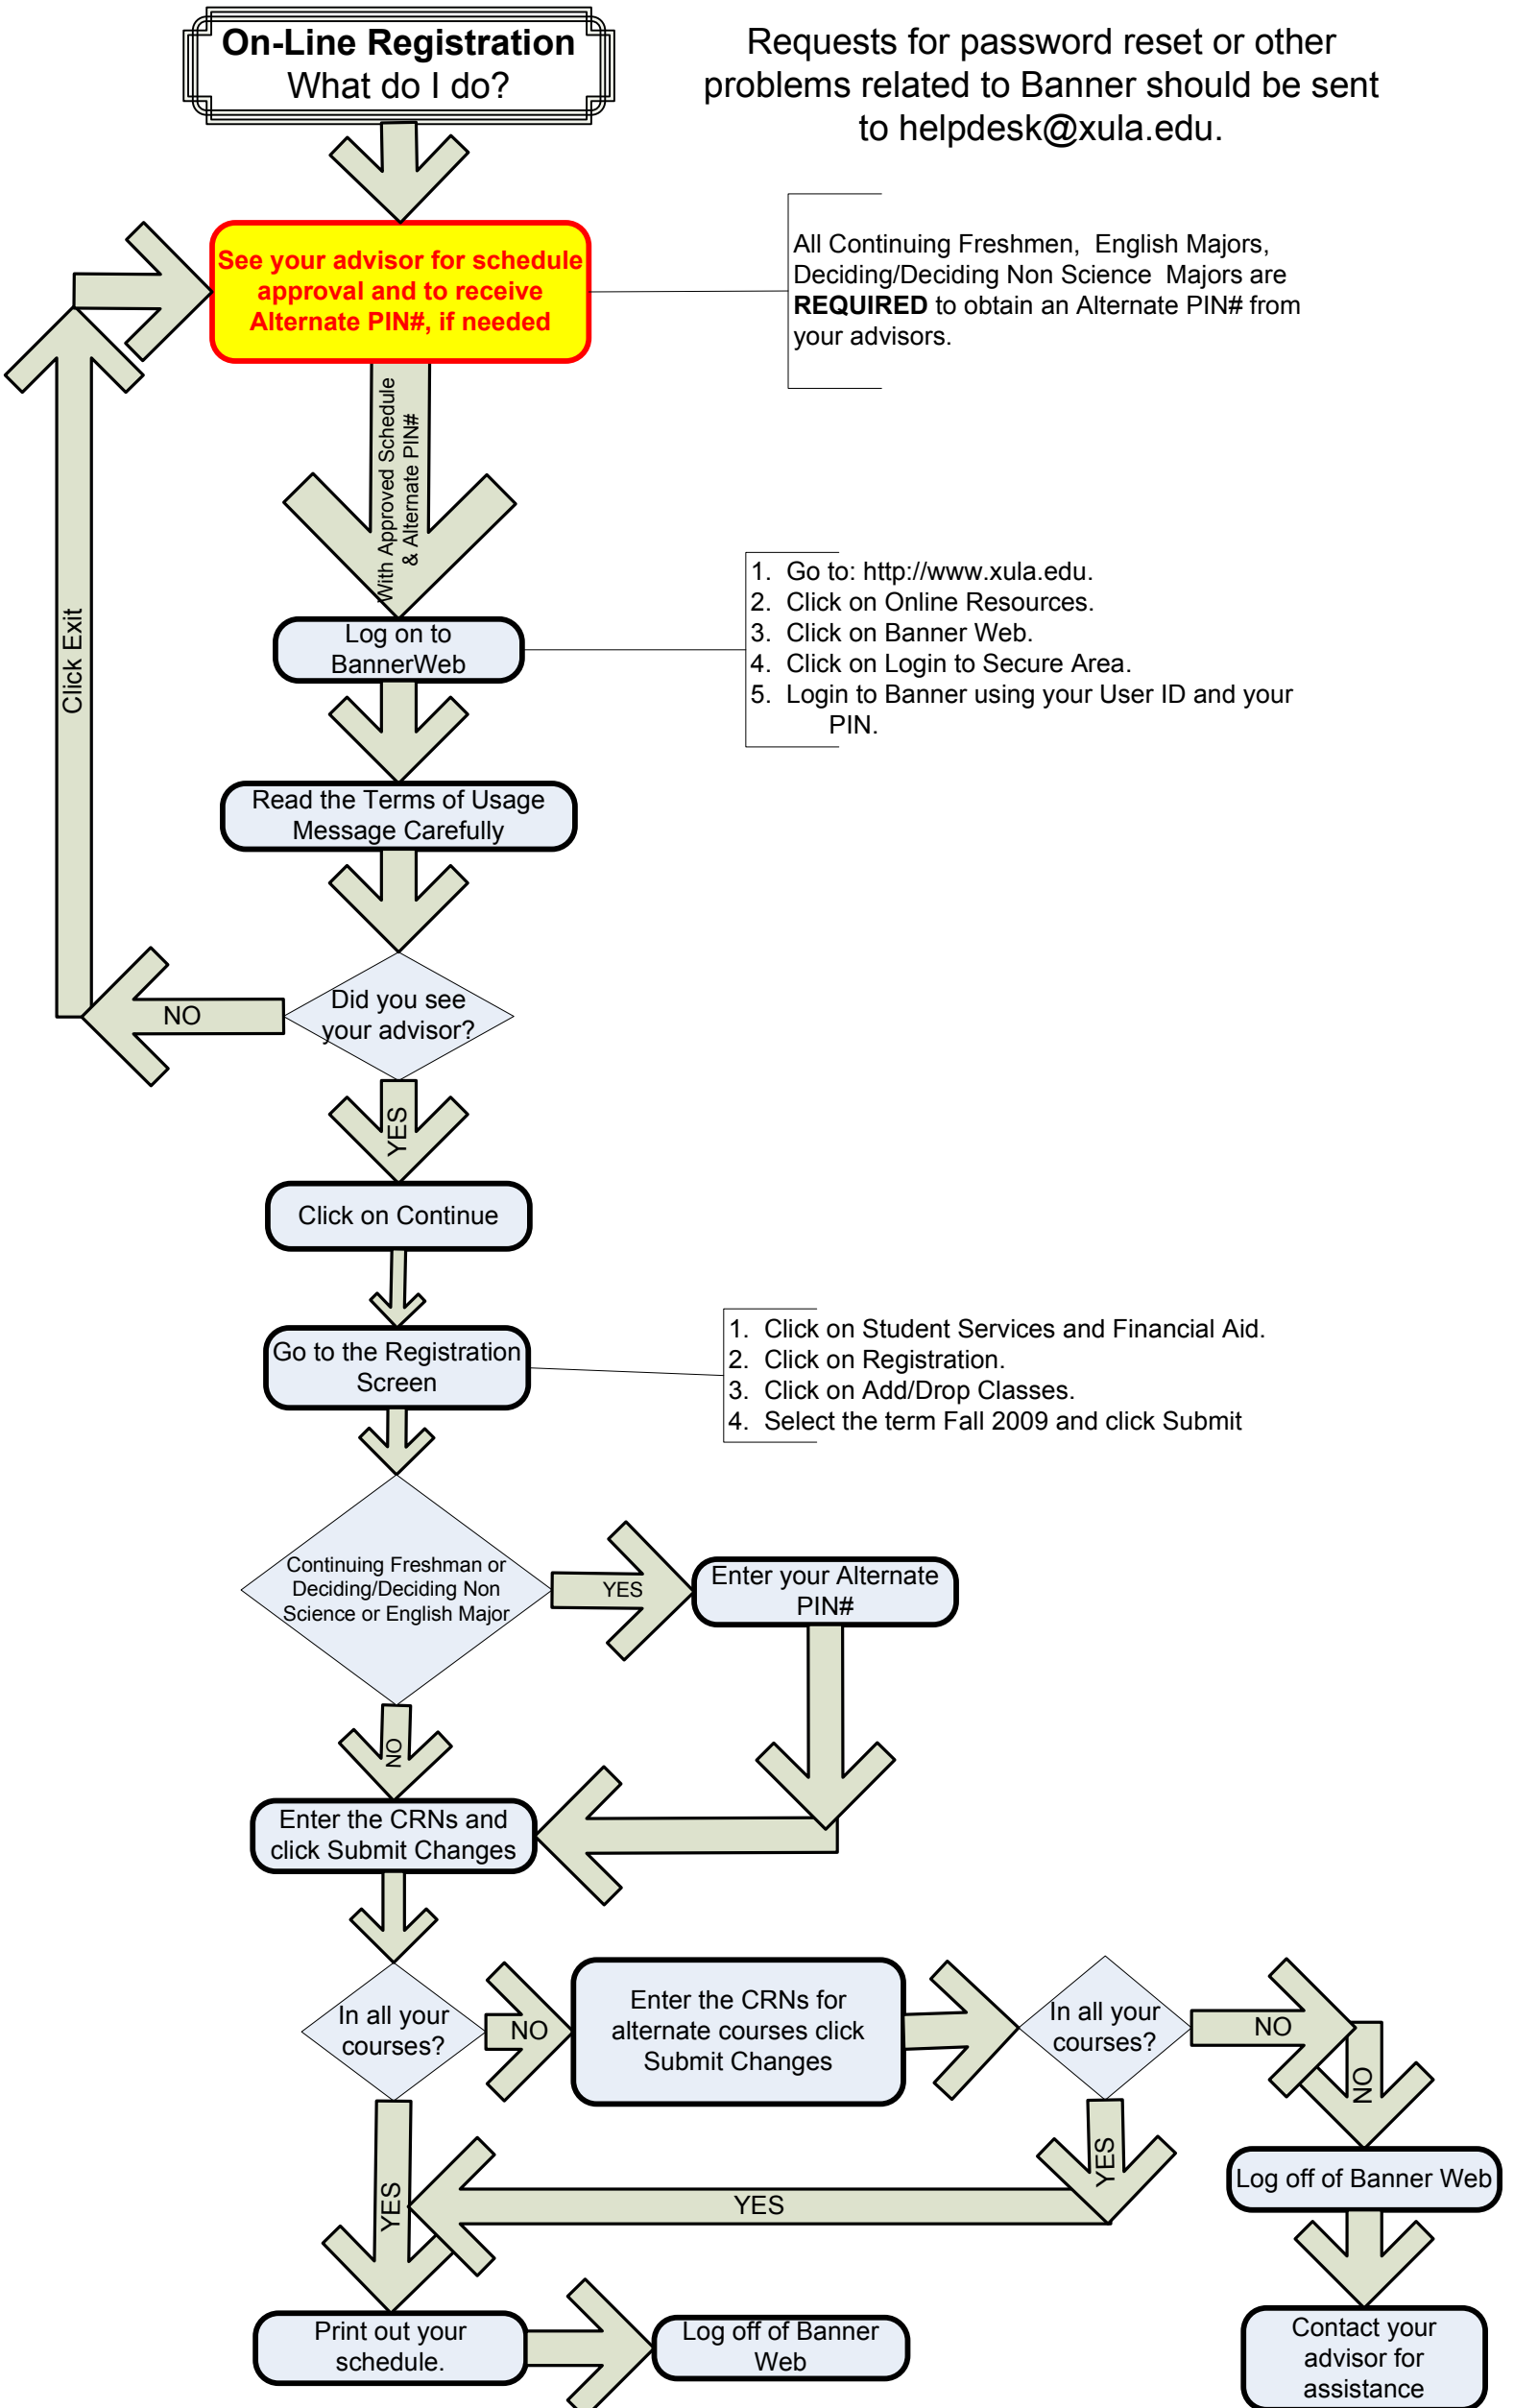 On-Line Registration
What do I do?
Requests for password reset or other
problems related to Banner should be sent
to helpdesk@xula.edu.
See your advisor for schedule
approval and to receive
Alternate PIN#, if needed
All Continuing Freshmen, English Majors,
Deciding/Deciding Non Science Majors are
REQUIRED to obtain an Alternate PIN# from
your advisors.
With Approved Schedule
& Alternate PIN#
Log on to
BannerWeb
1. Go to: http://www.xula.edu.
2. Click on Online Resources.
3. Click on Banner Web.
4. Click on Login to Secure Area.
5. Login to Banner using your User ID and your
PIN.
Click Exit
Read the Terms of Usage
Message Carefully
Did you see
your advisor?
NO
YES
Click on Continue
Go to the Registration
Screen
1. Click on Student Services and Financial Aid.
2. Click on Registration.
3. Click on Add/Drop Classes.
4. Select the term Fall 2009 and click Submit
Continuing Freshman or
Deciding/Deciding Non
Science or English Major
YES
Enter your Alternate
PIN#
NO
Enter the CRNs and
click Submit Changes
In all your
courses?
NO
Enter the CRNs for
alternate courses click
Submit Changes
In all your
courses?
NO
NO
YES
YES
YES
Log off of Banner Web
Print out your
schedule.
Log off of Banner
Web
Contact your
advisor for
assistance